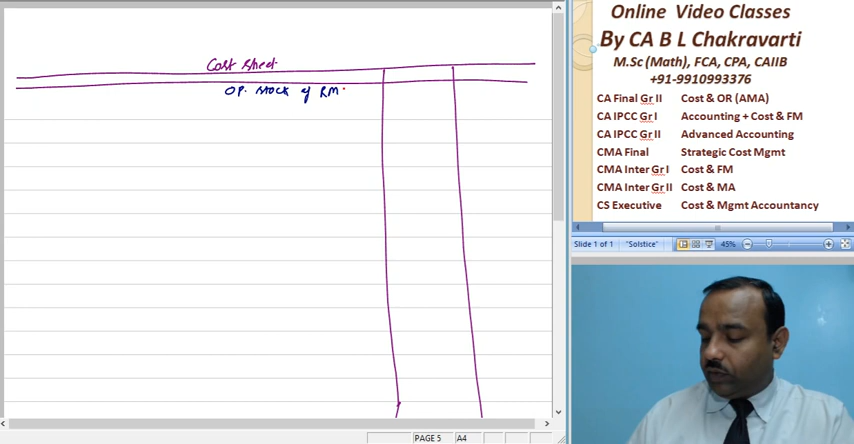 Cost sheet
OP. stock of RM
PAGE 5 A4
Online Video Classes
By CA B L Chakravarti
M.Sc (Math), FCA, CPA, CAIIB
+91-9910993376
CA Final Gr II Cost & OR (AMA)
CA IPCC Gr I Accounting + Cost & FM
CA IPCC Gr II Advanced Accounting
CMA Final Strategic Cost Mgmt
CMA Inter Gr I Cost & FM
CMA Inter Gr II Cost & MA
CS Executive Cost & Mgmt Accountancy
Slide 1 of 1 "Solstice" 45%